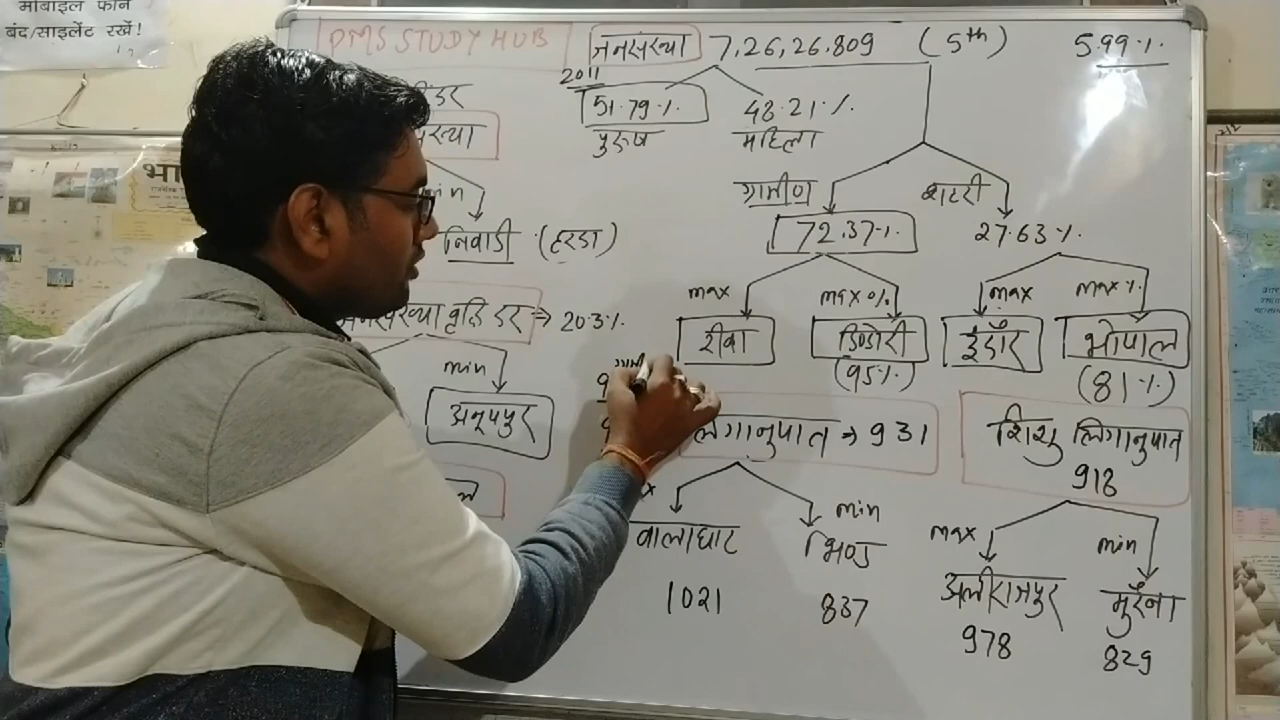 मोबाइल फोन
बंद/साइलेंट रखें!
PMS STUDY HUB
जनसंख्या 7,26,26,809 (5th) 5.99%
2011
51.79% 48.21%
पुरुष महिला
min
निवाडी (हरदा)
ग्रामीण शहरी
72.37% 27.63%
max max% max max%
रीवा डिण्डोरी इंदौर भोपाल
(95%) (81%)
जनसंख्या वृद्धि दर ⇒ 20.3%
min
अनूपपुर
लिंगानुपात → 931
शिशु लिंगानुपात
918
min
बालाघाट भिण्ड
1021 837
max min
अलीराजपुर मुरैना
978 829
भा